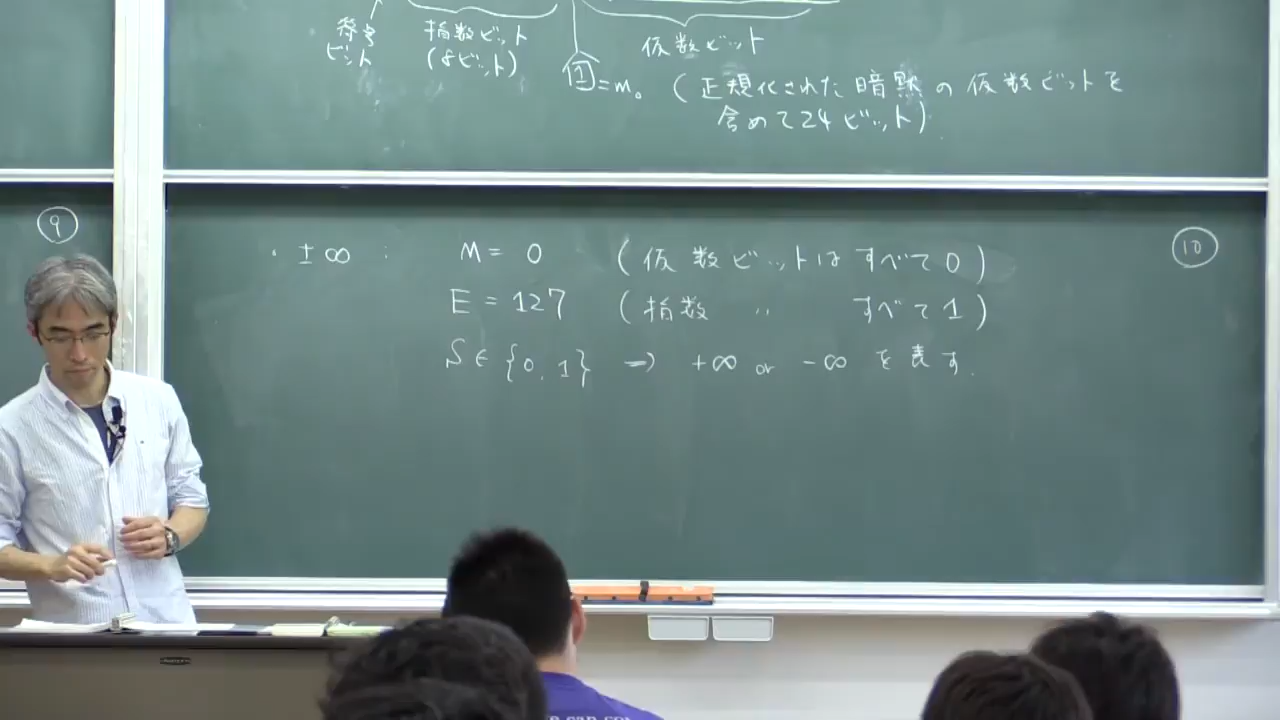 符号 指数ビット 仮数ビット
ビット (8ビット)
1=m₀ (正規化された暗黙の仮数ビットを
含めて24ビット)
⑨
⑩
・±∞ : M = 0 (仮数ビットはすべて0)
E = 127 (指数 〃 すべて1)
S∈{0,1} → +∞ or -∞ を表す.